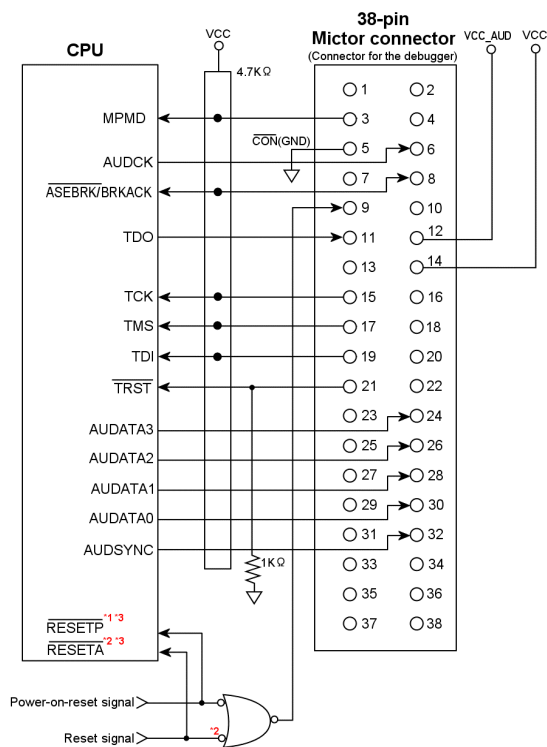 38-pin
Mictor connector
(Connector for the debugger)
VCC_AUD
VCC
CPU
VCC
4.7KΩ
1
2
MPMD
3
4
CON(GND)
5
6
AUDCK
7
8
ASEBRK/BRKACK
9
10
TDO
11
12
13
14
TCK
15
16
TMS
17
18
TDI
19
20
TRST
21
22
23
24
AUDATA3
25
26
AUDATA2
27
28
AUDATA1
29
30
AUDATA0
31
32
AUDSYNC
1KΩ
33
34
35
36
37
38
RESETP*1 *3
RESETA*2 *3
Power-on-reset signal
*2
Reset signal